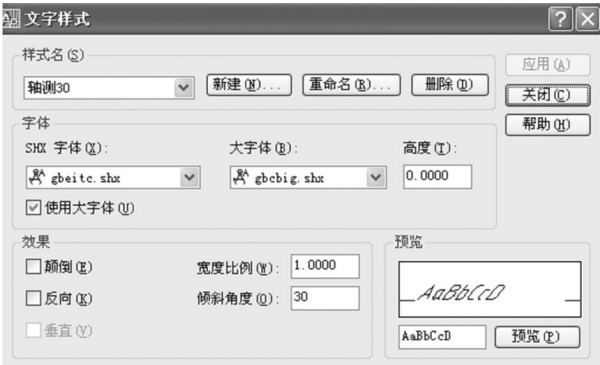 文字样式
样式名(S)
轴测30
新建(N)...
重命名(R)...
删除(D)
应用(A)
关闭(C)
帮助(H)
字体
SHX 字体(X):
大字体(B):
高度(T):
gbeitc.shx
gbcbig.shx
0.0000
使用大字体(U)
效果
颠倒(E)
宽度比例(W):
1.0000
反向(K)
倾斜角度(O):
30
垂直(V)
预览
AaBbCcD
AaBbCcD
预览(P)